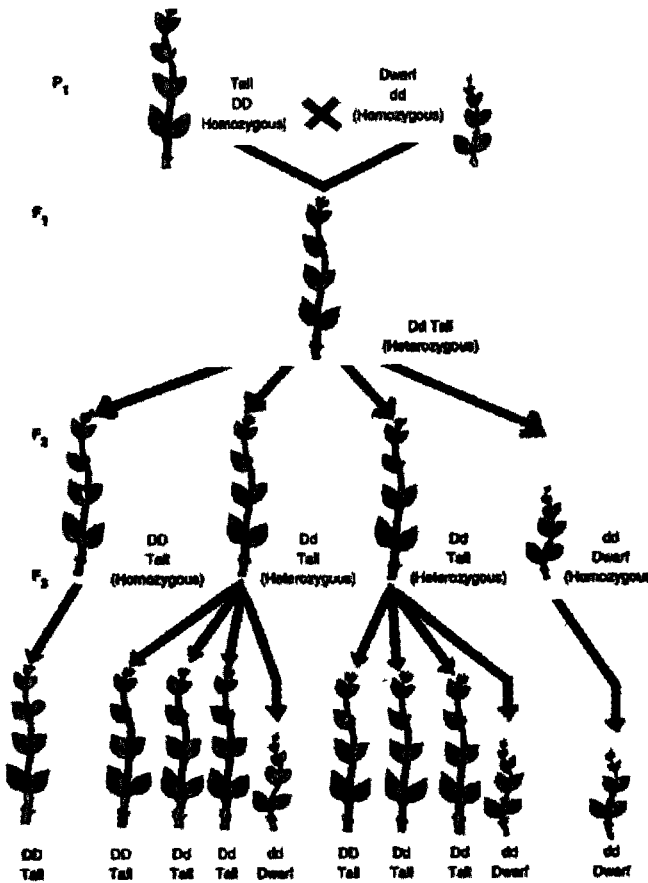 P1
Tall
DD
Homozygous)
Dwarf
dd
(Homozygous)
F1
Dd Tall
(Heterozygous)
F2
DD
Tall
(Homozygous)
Dd
Tall
(Heterozygous)
Dd
Tall
(Heterozygous)
dd
Dwarf
(Homozygous
F3
DD
Tall
DD
Tall
Dd
Tall
Dd
Tall
dd
Dwarf
DD
Tall
Dd
Tall
Dd
Tall
dd
Dwarf
dd
Dwarf